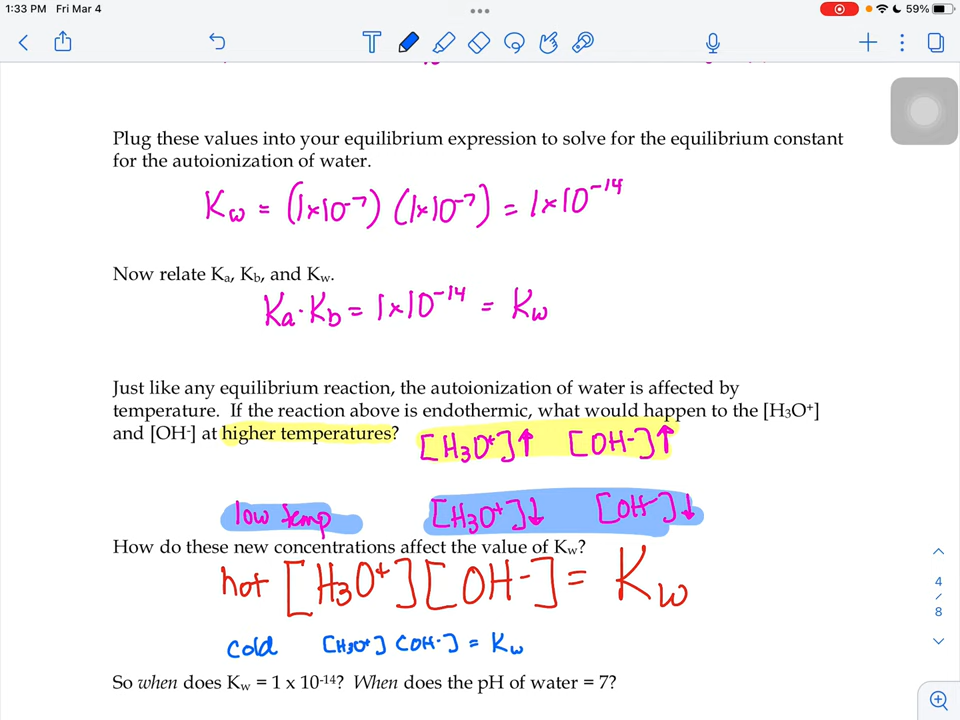 1:33 PM Fri Mar 4 59%
Plug these values into your equilibrium expression to solve for the equilibrium constant
for the autoionization of water.
Kw = (1×10⁻⁷) (1×10⁻⁷) = 1×10⁻¹⁴
Now relate Kₐ, K_b, and K_w.
Ka · Kb = 1×10⁻¹⁴ = Kw
Just like any equilibrium reaction, the autoionization of water is affected by
temperature. If the reaction above is endothermic, what would happen to the [H₃O⁺]
and [OH⁻] at higher temperatures? [H₃O⁺]↑ [OH⁻]↑
low temp [H₃O⁺]↓ [OH⁻]↓
How do these new concentrations affect the value of K_w?
hot [H₃O⁺][OH⁻] = Kw
cold [H₃O⁺] [OH⁻] = Kw
So when does K_w = 1 x 10⁻¹⁴? When does the pH of water = 7?
4
/
8